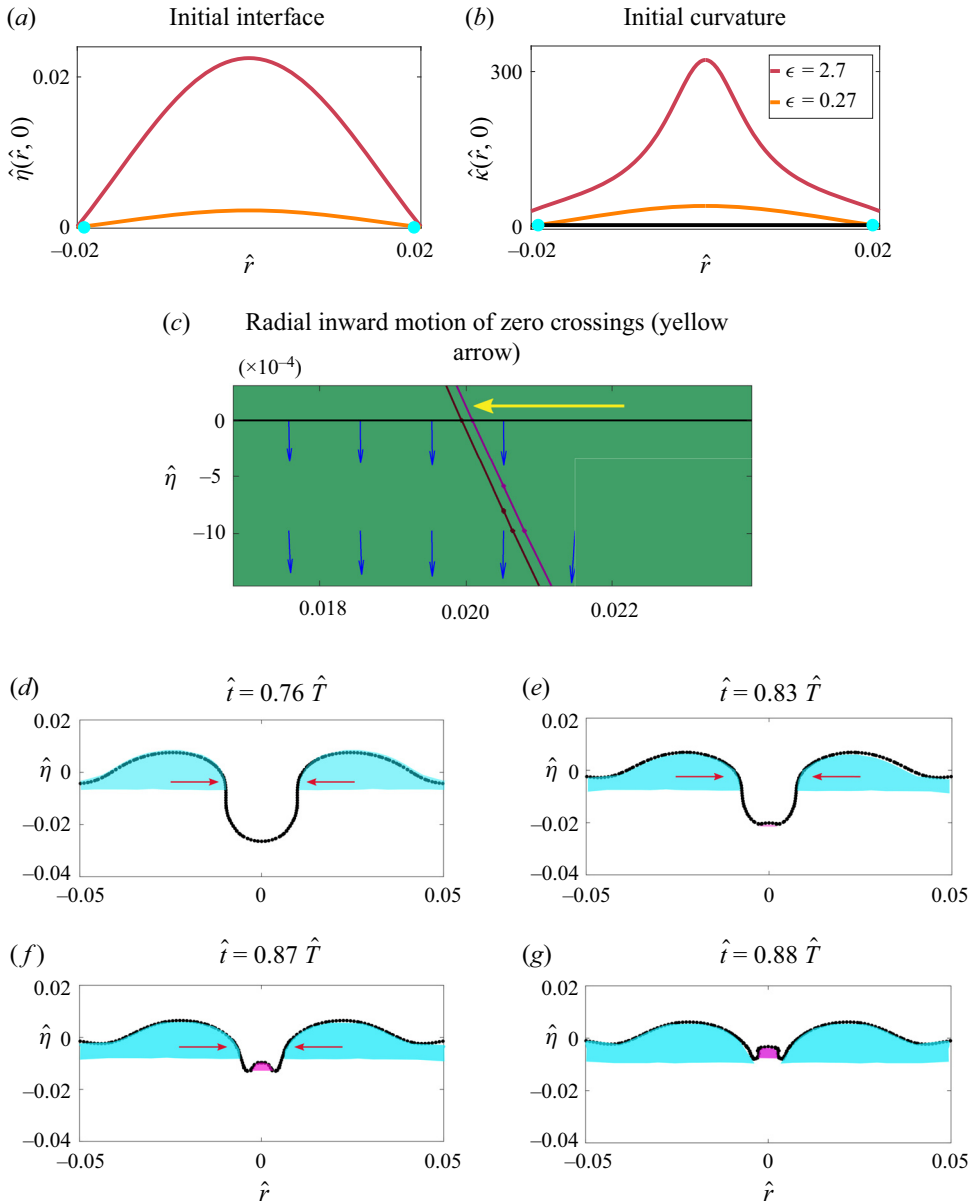 (a) Initial interface
(b) Initial curvature
0.02
η̂(r̂, 0)
0
–0.02
0.02
r̂
300
κ̂(r̂, 0)
0
ϵ = 2.7
ϵ = 0.27
–0.02
0.02
r̂
(c) Radial inward motion of zero crossings (yellow
arrow)
(×10⁻⁴)
0
η̂
–5
–10
0.018
0.020
0.022
(d) t̂ = 0.76 T̂
0.02
η̂
0
–0.02
–0.04
–0.05
0
0.05
(e) t̂ = 0.83 T̂
0.02
η̂
0
–0.02
–0.04
–0.05
0
0.05
(f) t̂ = 0.87 T̂
0.02
η̂
0
–0.02
–0.04
–0.05
0
0.05
r̂
(g) t̂ = 0.88 T̂
0.02
η̂
0
–0.02
–0.04
–0.05
0
0.05
r̂